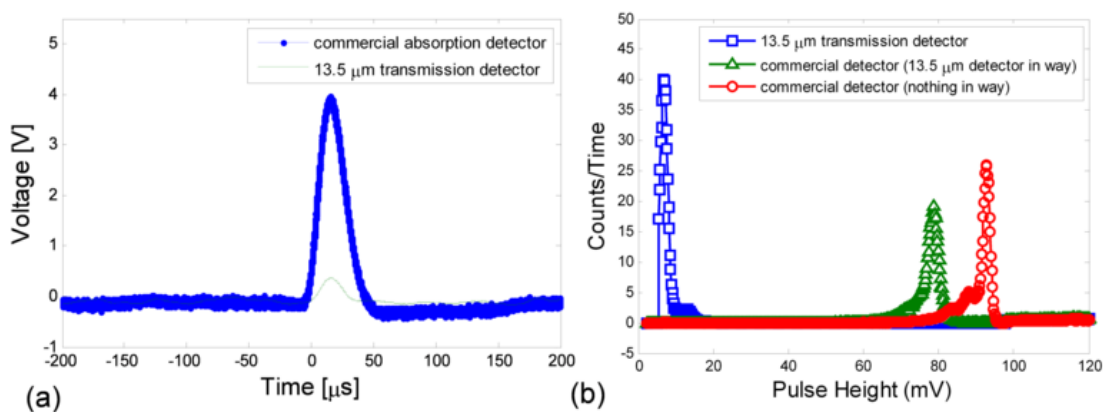 commercial absorption detector
13.5 μm transmission detector
5
4
3
2
1
0
-1
Voltage [V]
-200 -150 -100 -50 0 50 100 150 200
Time [μs]
(a)
13.5 μm transmission detector
commercial detector (13.5 μm detector in way)
commercial detector (nothing in way)
50
45
40
35
30
25
20
15
10
5
0
-5
Counts/Time
0 20 40 60 80 100 120
Pulse Height (mV)
(b)